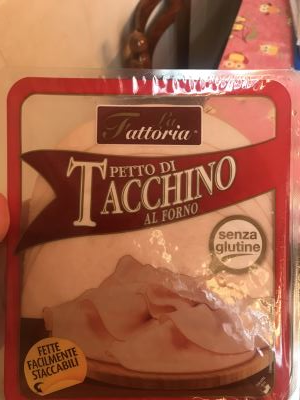 la
Fattoria
PETTO DI
TACCHINO
AL FORNO
senza
glutine
FETTE
FACILMENTE
STACCABILI